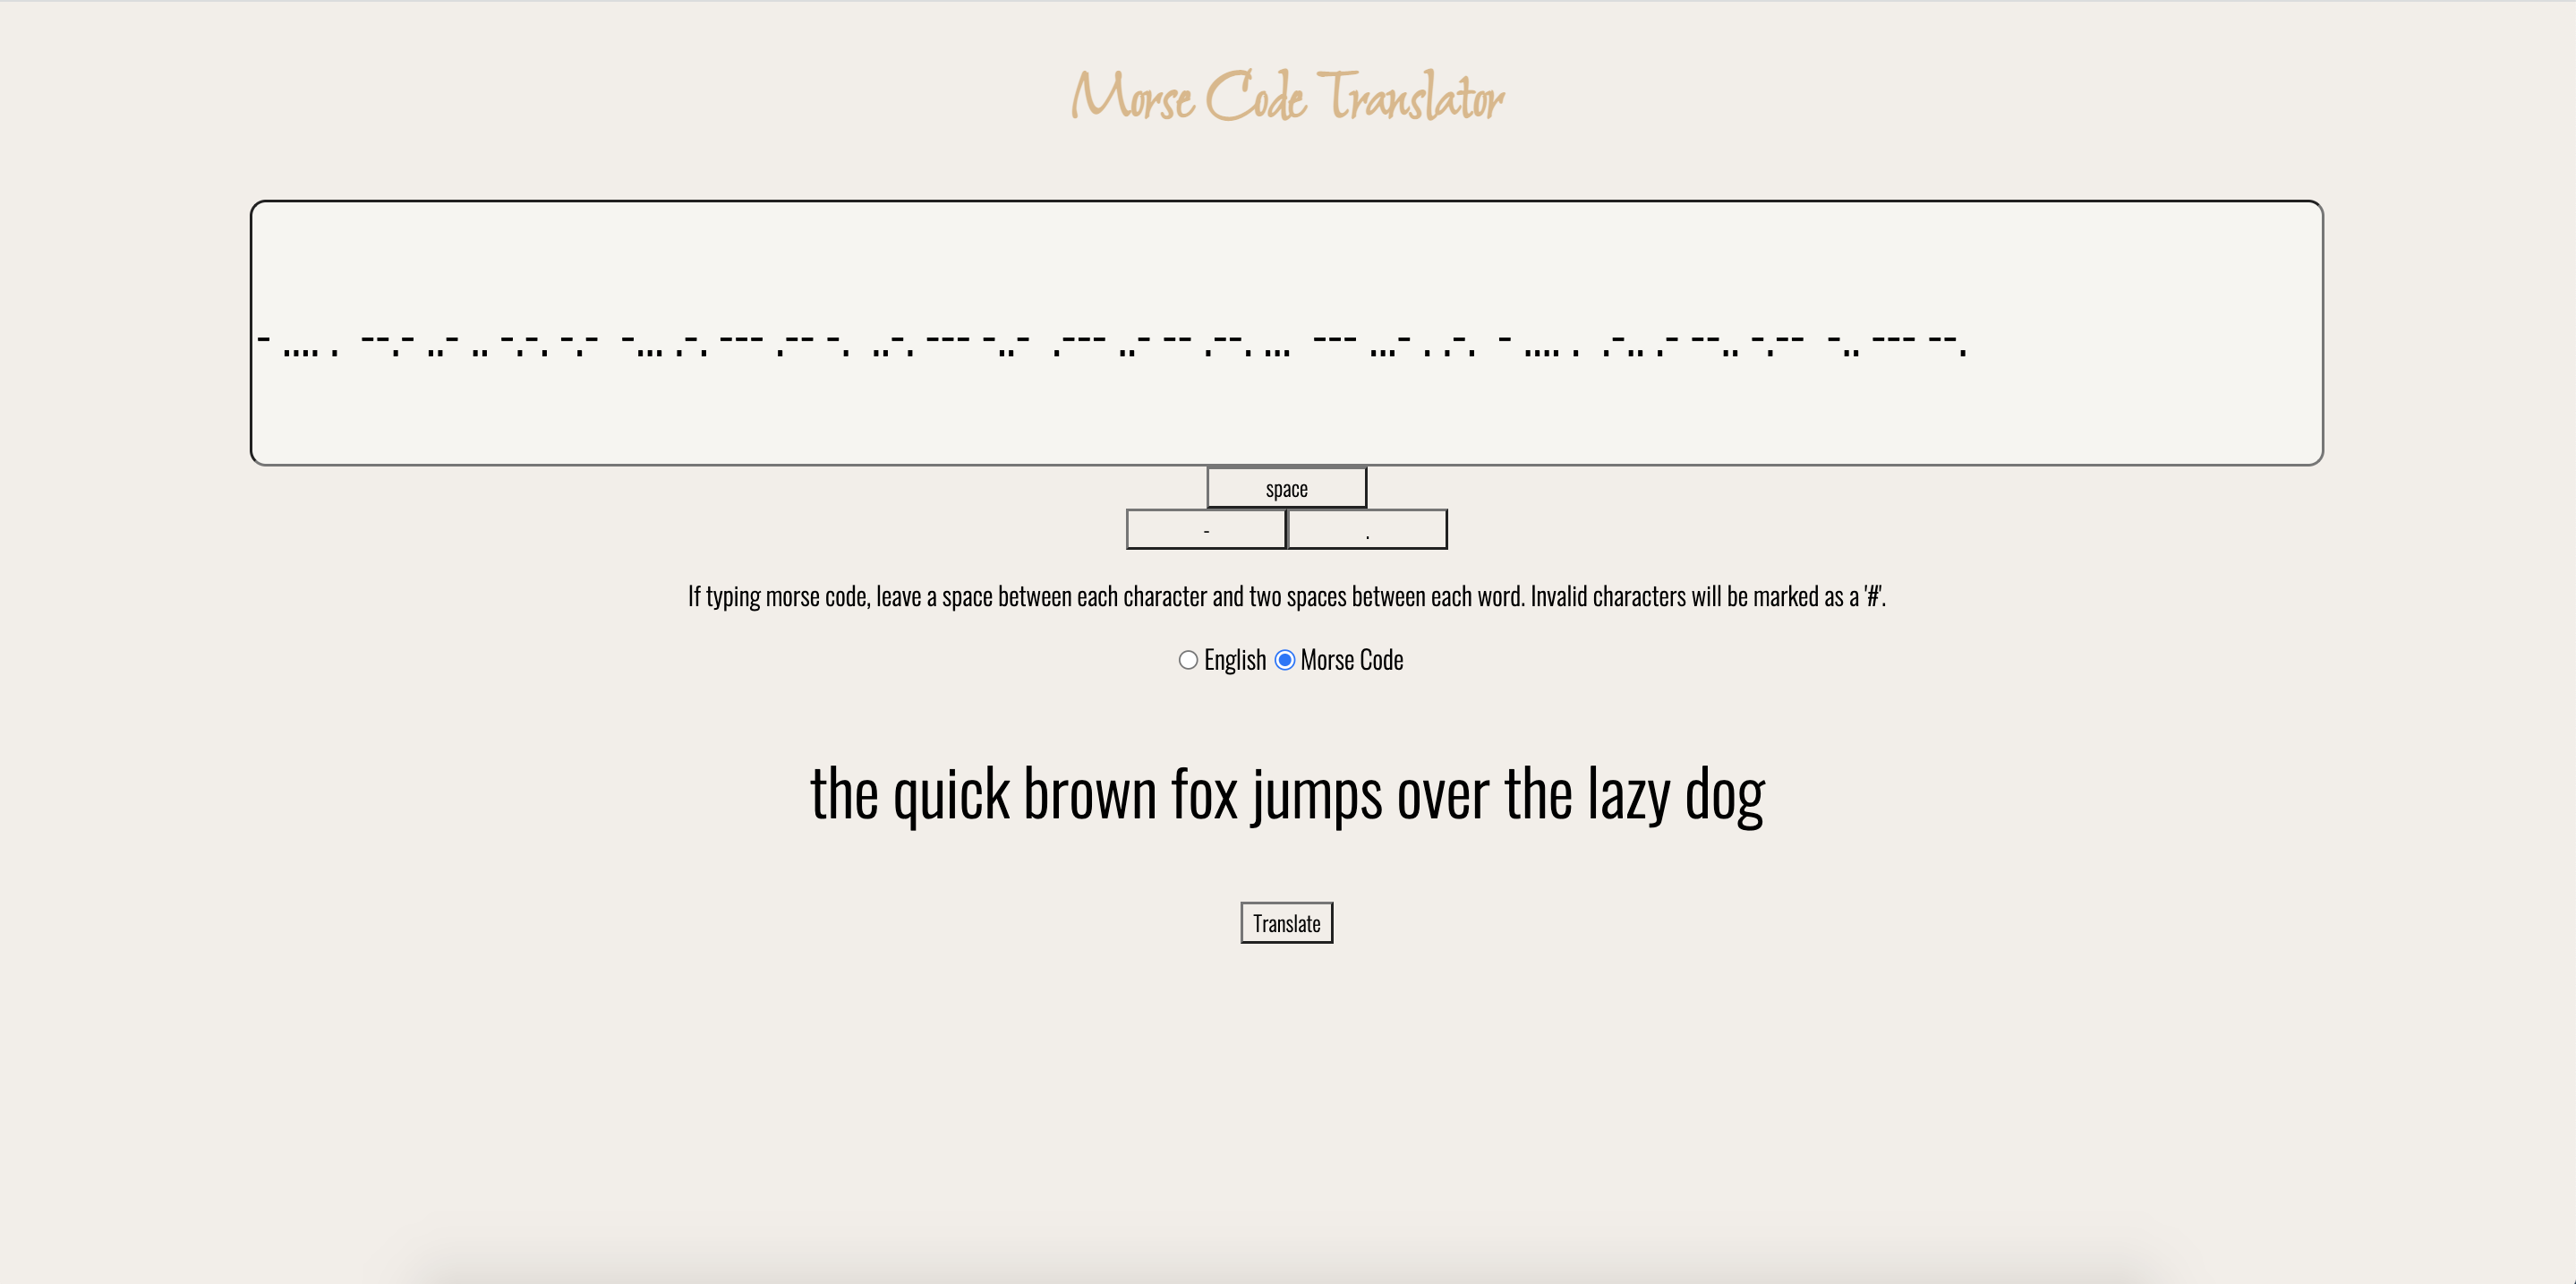 Morse Code Translator
- .... .  --.- ..- .. -.-. -.-  -... .-. --- .-- -.  ..-. --- -..-  .--- ..- -- .--. ...  --- ...- . .-.  - .... .  .-.. .- --.. -.--  -.. --- --.
space
- .
If typing morse code, leave a space between each character and two spaces between each word. Invalid characters will be marked as a '#'.
English Morse Code
the quick brown fox jumps over the lazy dog
Translate